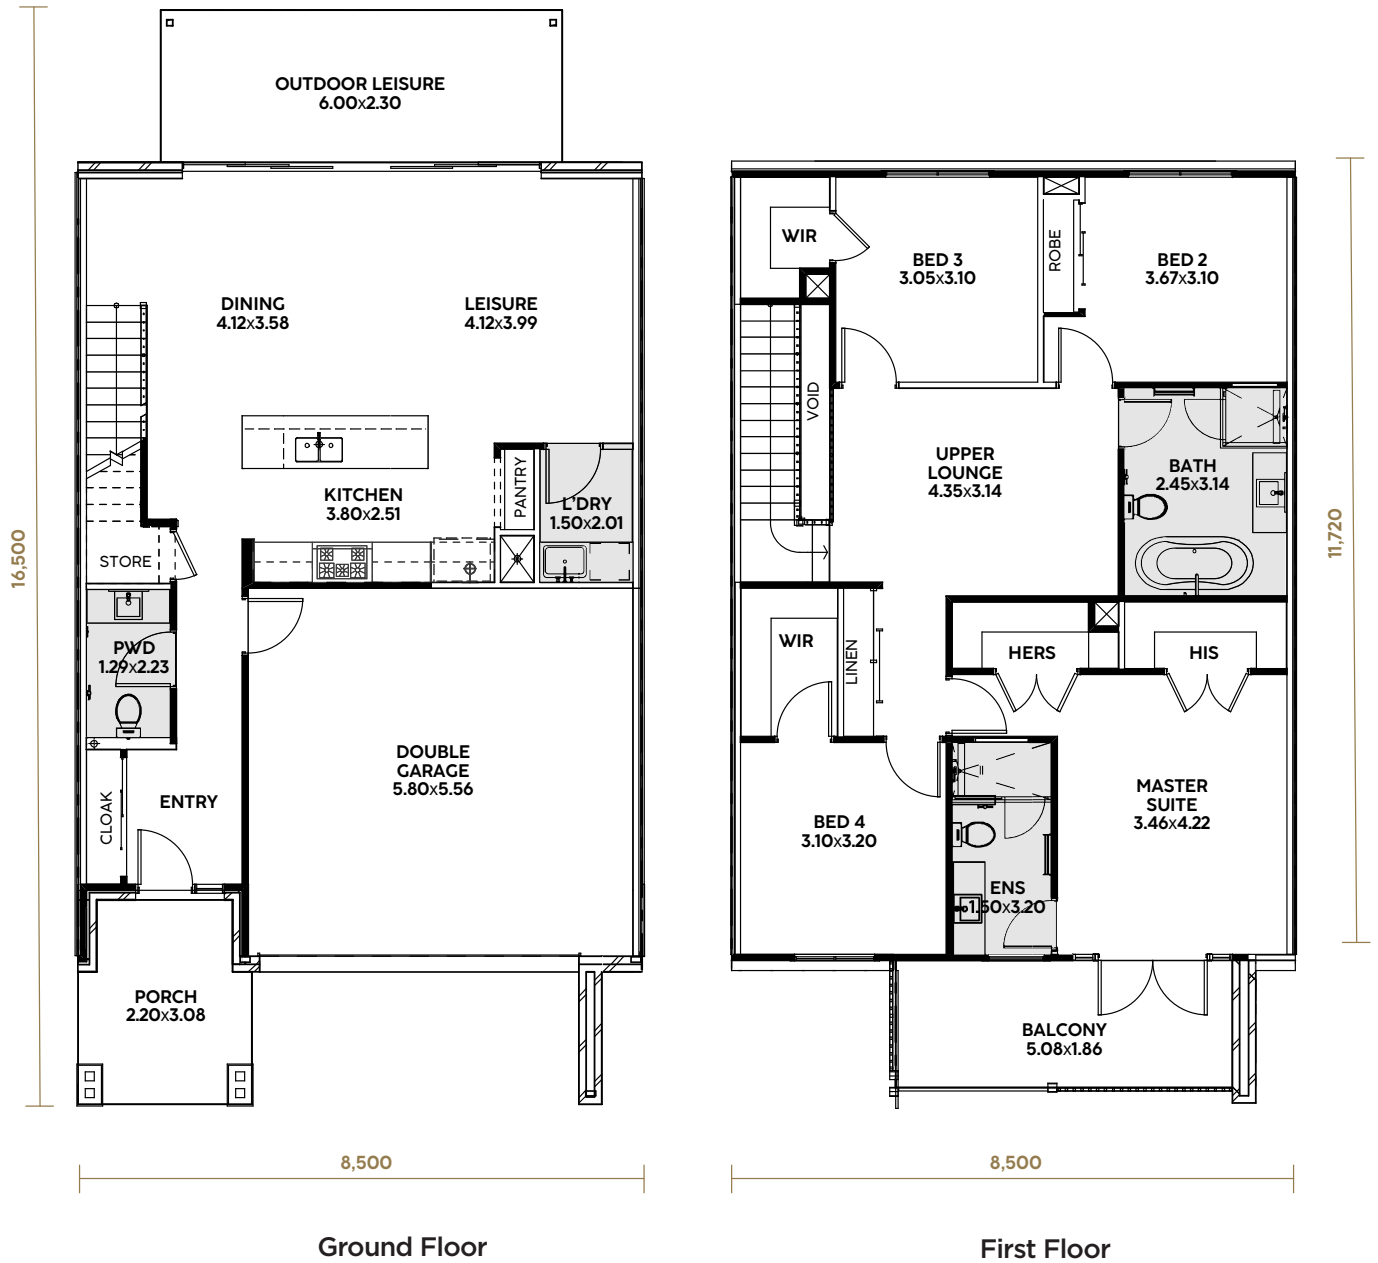 OUTDOOR LEISURE
6.00x2.30
DINING
4.12x3.58
LEISURE
4.12x3.99
KITCHEN
3.80x2.51
PANTRY
L'DRY
1.50x2.01
STORE
PWD
1.29x2.23
DOUBLE
GARAGE
5.80x5.56
CLOAK
ENTRY
PORCH
2.20x3.08
16,500
8,500
Ground Floor
WIR
BED 3
3.05x3.10
ROBE
BED 2
3.67x3.10
VOID
UPPER
LOUNGE
4.35x3.14
BATH
2.45x3.14
WIR
LINEN
HERS
HIS
MASTER
SUITE
3.46x4.22
BED 4
3.10x3.20
ENS
1.50x3.20
BALCONY
5.08x1.86
11,720
8,500
First Floor